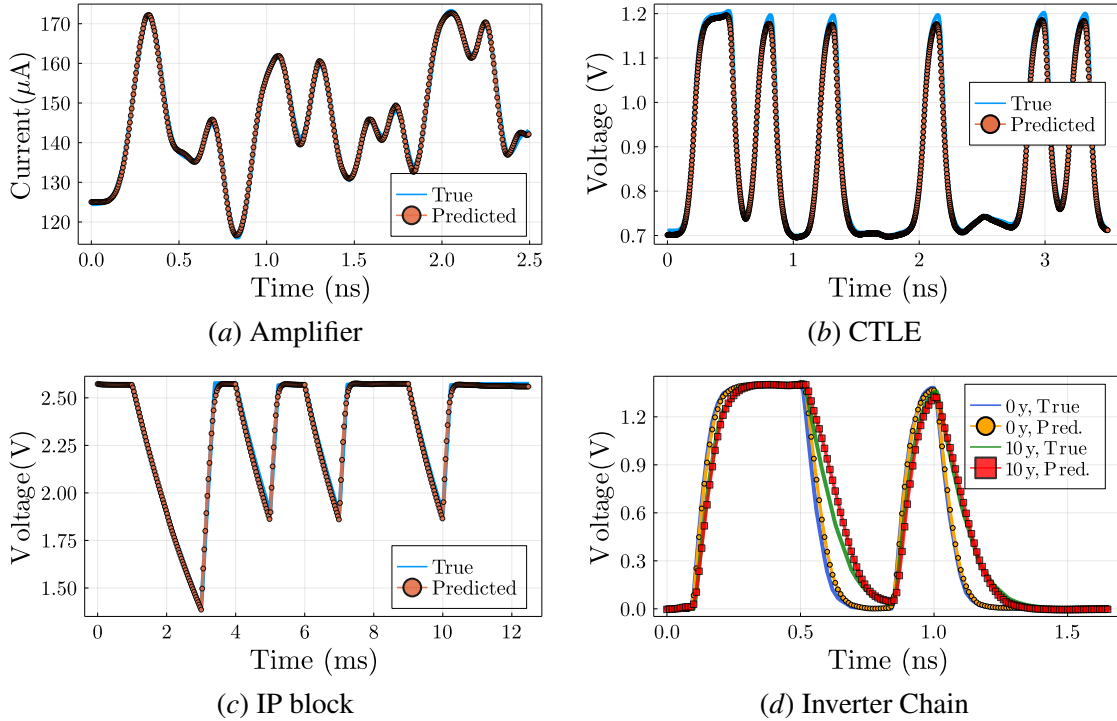 Current(μA)
170
160
150
140
130
120
True
Predicted
0.0 0.5 1.0 1.5 2.0 2.5
Time (ns)
(a) Amplifier
Voltage (V)
1.2
1.1
1.0
0.9
0.8
0.7
True
Predicted
0 1 2 3
Time (ns)
(b) CTLE
Voltage(V)
2.50
2.25
2.00
1.75
1.50
True
Predicted
0 2 4 6 8 10 12
Time (ms)
(c) IP block
Voltage(V)
1.2
0.9
0.6
0.3
0.0
0 y, True
0 y, Pred.
10 y, True
10 y, Pred.
0.0 0.5 1.0 1.5
Time (ns)
(d) Inverter Chain